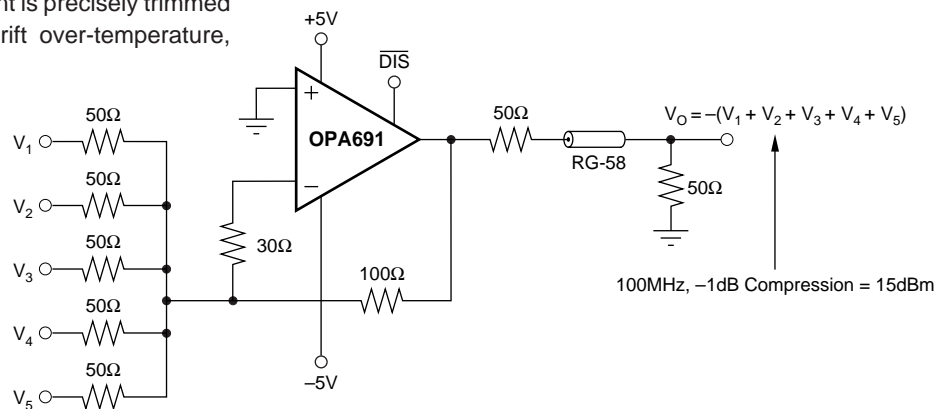 nt is precisely trimmed
rift over-temperature,
+5V
DIS
50Ω
V1
+
OPA691
–
50Ω
RG-58
VO = –(V1 + V2 + V3 + V4 + V5)
50Ω
50Ω
V2
50Ω
V3
30Ω
100Ω
100MHz, –1dB Compression = 15dBm
50Ω
V4
–5V
50Ω
V5